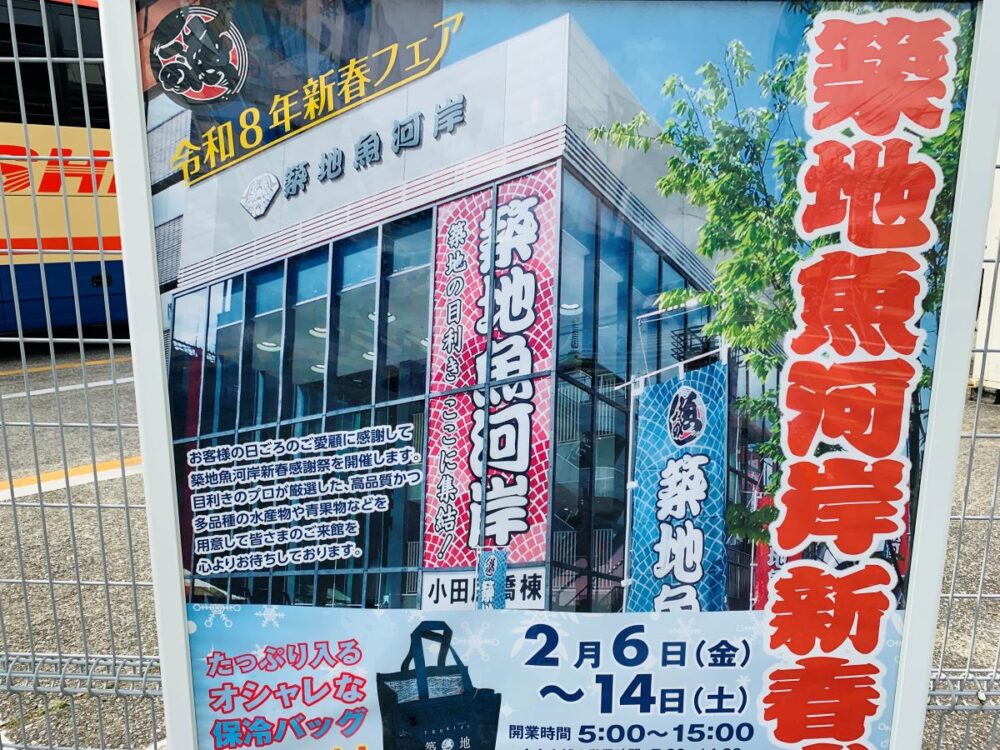 令和8年新春フェア
築地魚河岸
築地魚河岸
築地の目利き、ここに集結!
築地魚河岸 新春
お客様の日ごろのご愛顧に感謝して
築地魚河岸新春感謝祭を開催します。
目利きのプロが厳選した、高品質かつ
多品種の水産物や青果物などを
用意して皆さまのご来館を
心よりお待ちしております。
築地魚
小田 橋棟
たっぷり入る
オシャレな
保冷バッグ
築 地
2月6日(金)
~14日(土)
開業時間 5:00~15:00